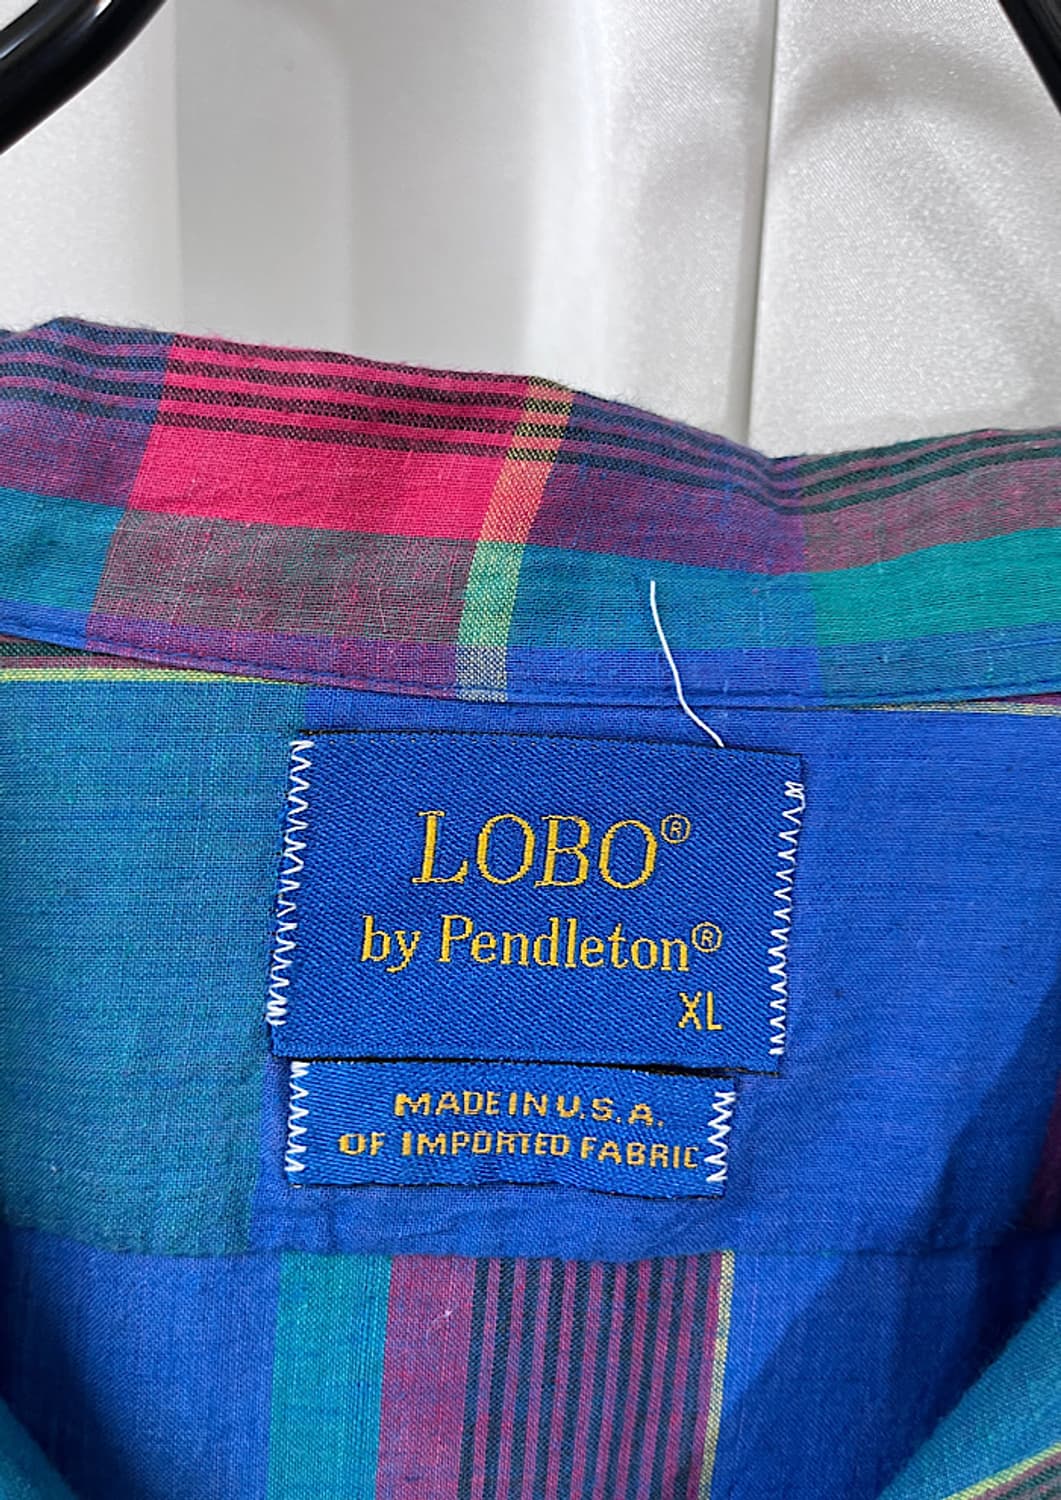 LOBO®
by Pendleton®
XL
MADE IN U.S.A.
OF IMPORTED FABRIC